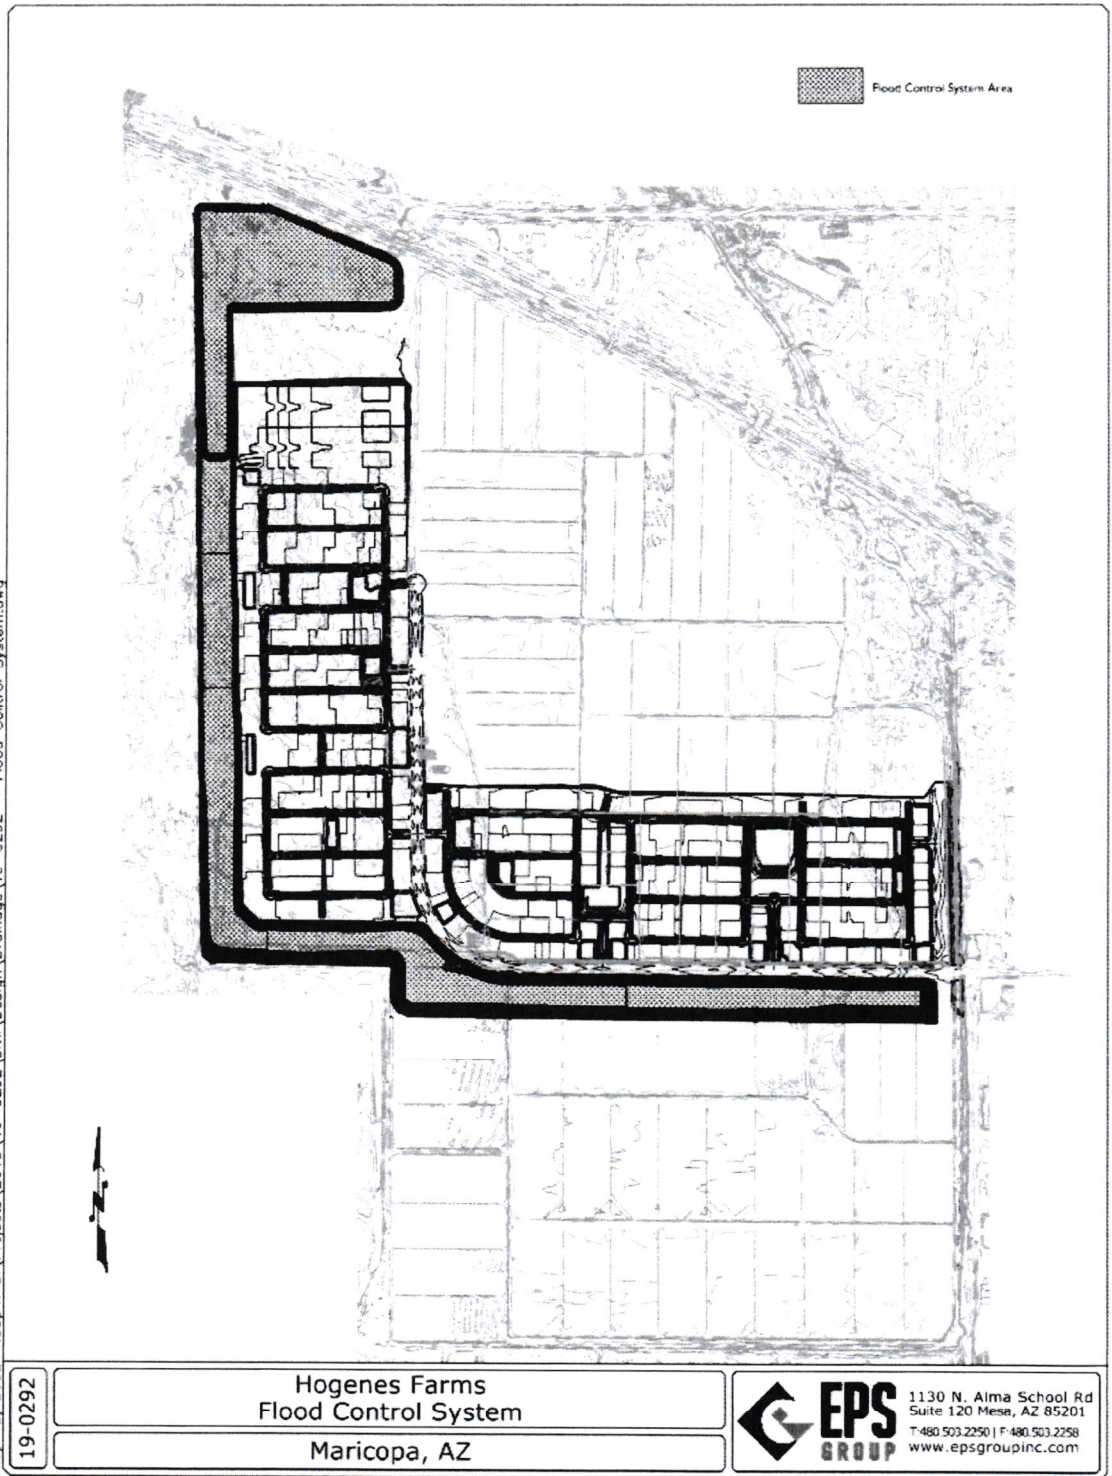 Flood Control System Area
19-0292
Hogenes Farms
Flood Control System
Maricopa, AZ
EPS
GROUP
1130 N. Alma School Rd
Suite 120 Mesa, AZ 85201
T·480.503.2250 | F·480.503.2258
www.epsgroupinc.com